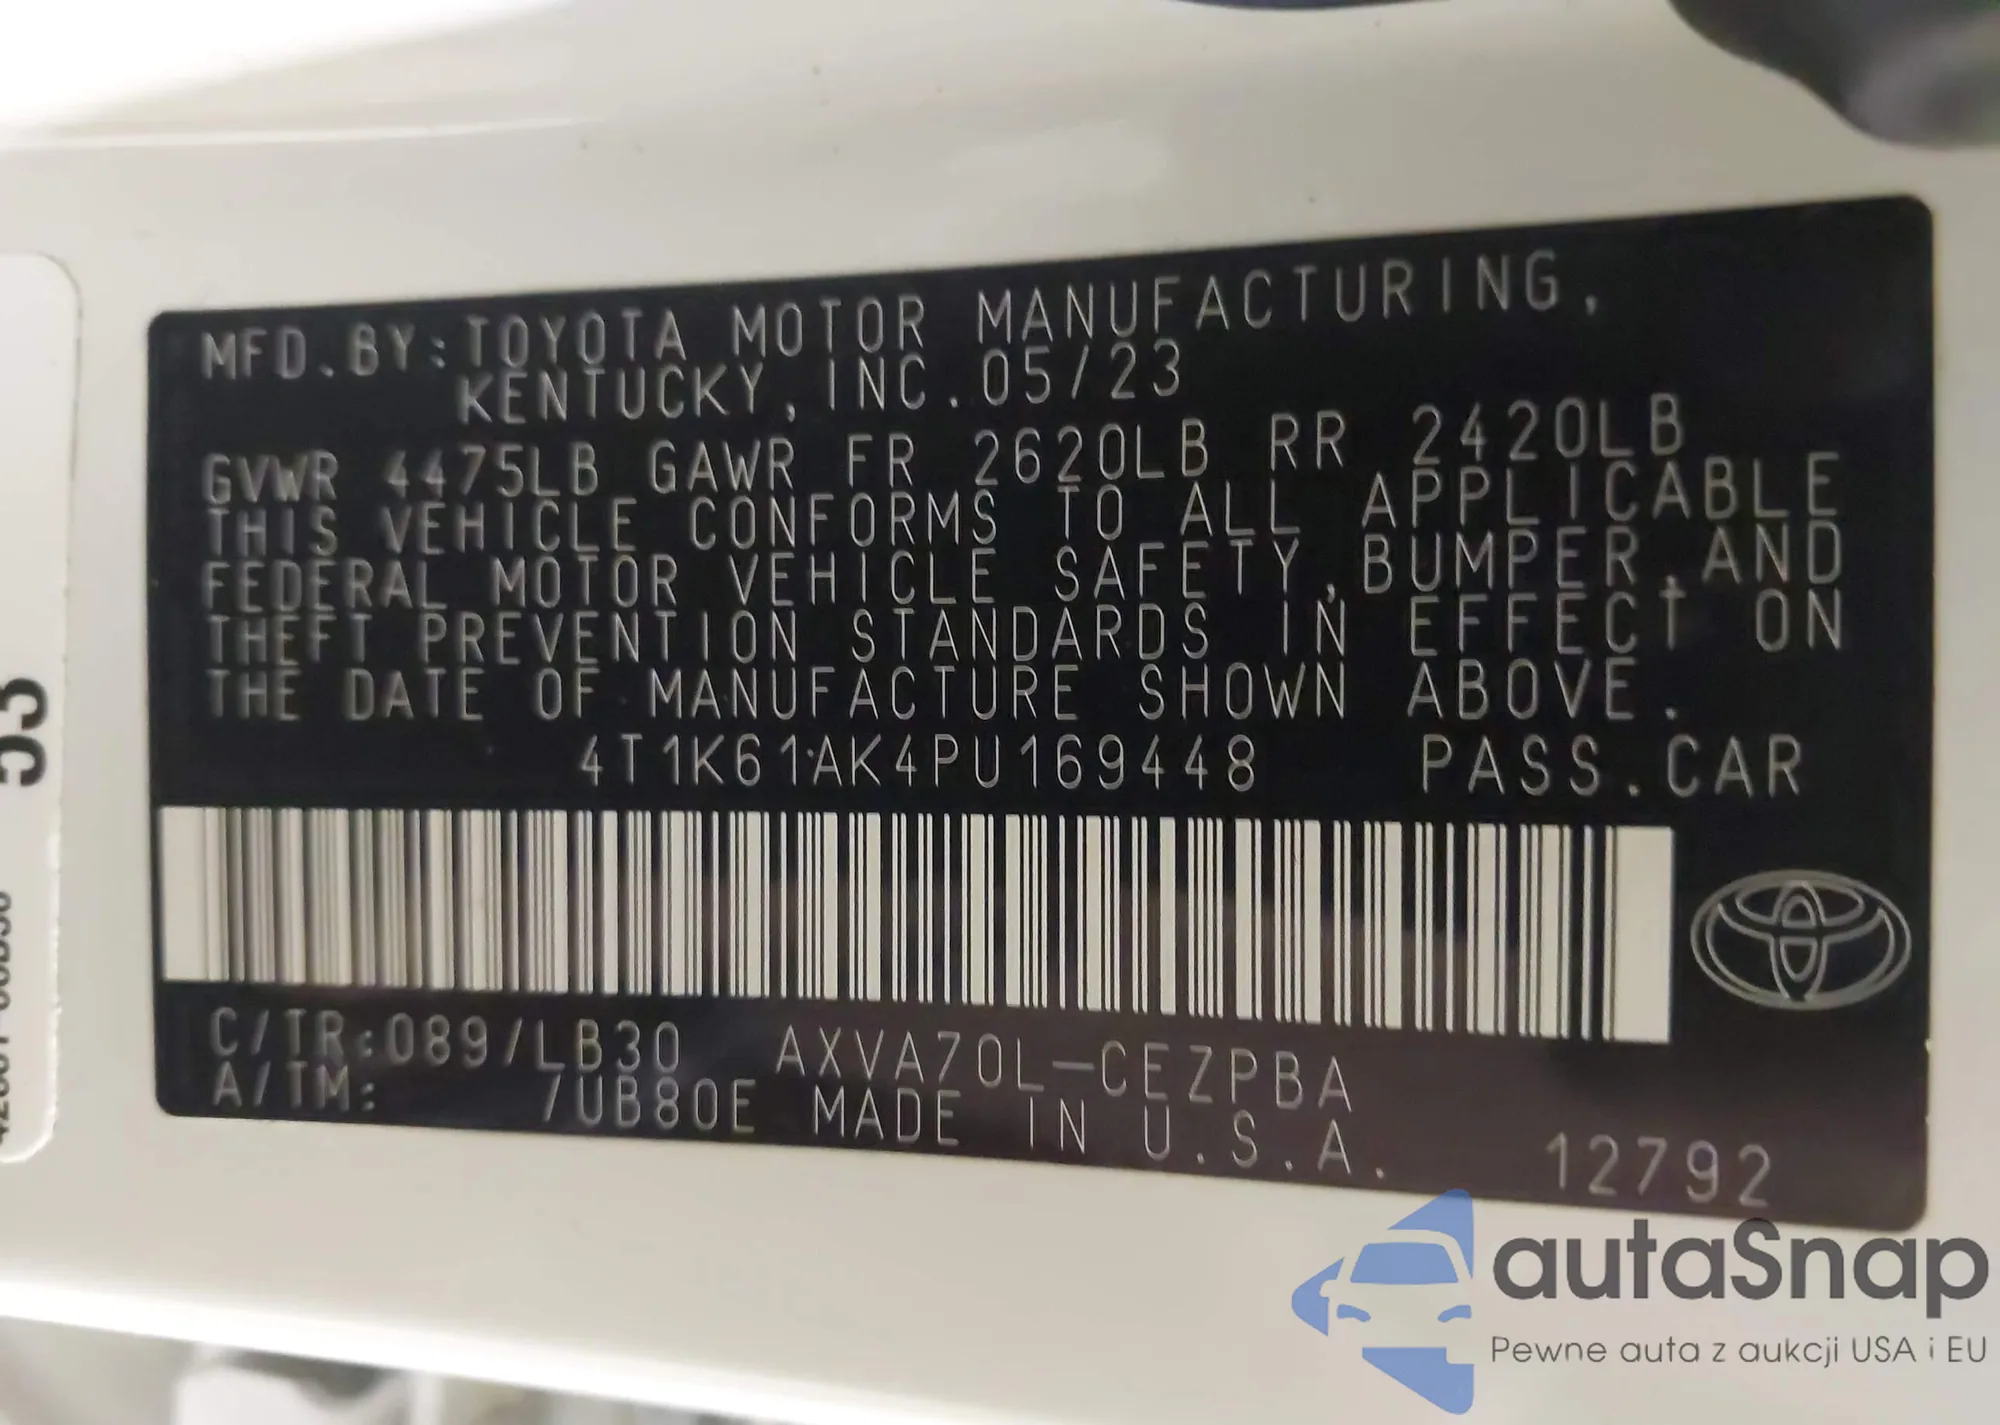 MFD.BY:TOYOTA MOTOR MANUFACTURING,
KENTUCKY, INC.05/23
GVWR 4475LB GAWR FR 2620LB RR 2420LB
THIS VEHICLE CONFORMS TO ALL APPLICABLE
FEDERAL MOTOR VEHICLE SAFETY,BUMPER,AND
THEFT PREVENTION STANDARDS IN EFFECT ON
THE DATE OF MANUFACTURE SHOWN ABOVE.
4T1K61AK4PU169448 PASS.CAR
C/TR:089/LB30 AXVA70L-CEZPBA
A/TM: /UB80E MADE IN U.S.A.
12792
53
autaSnap
Pewne auta z aukcji USA i EU